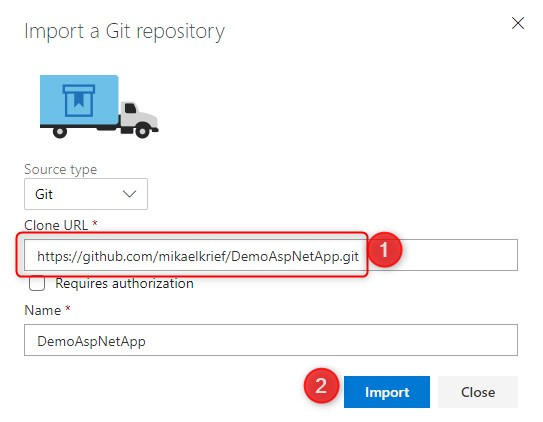 Import a Git repository
Source type
Git
Clone URL *
https://github.com/mikaelkrief/DemoAspNetApp.git
1
Requires authorization
Name *
DemoAspNetApp
2 Import Close